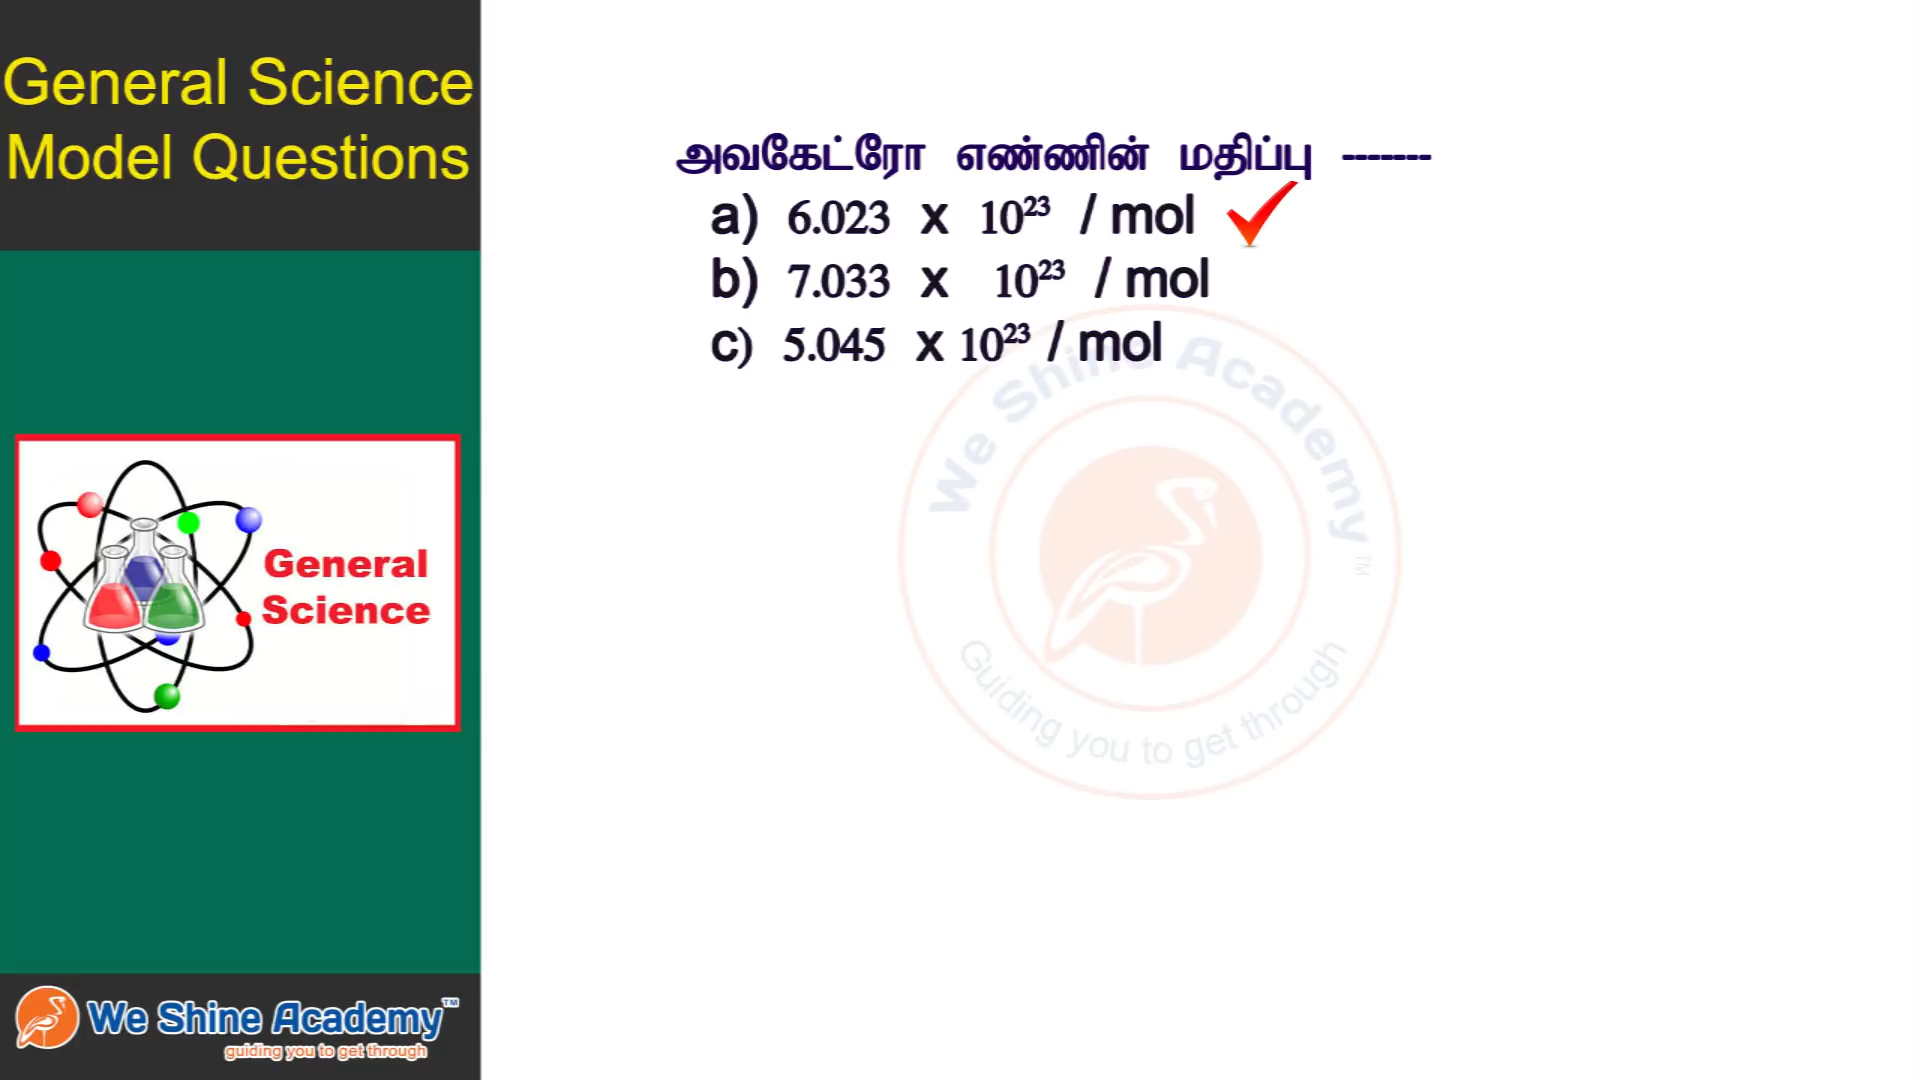 General Science
Model Questions
அவகேட்ரோ எண்ணின் மதிப்பு -------
a) 6.023 x 10²³ / mol
b) 7.033 x 10²³ / mol
c) 5.045 x 10²³ / mol
We Shine Academy™
Guiding you to get through
General
Science
We Shine Academy™
guiding you to get through